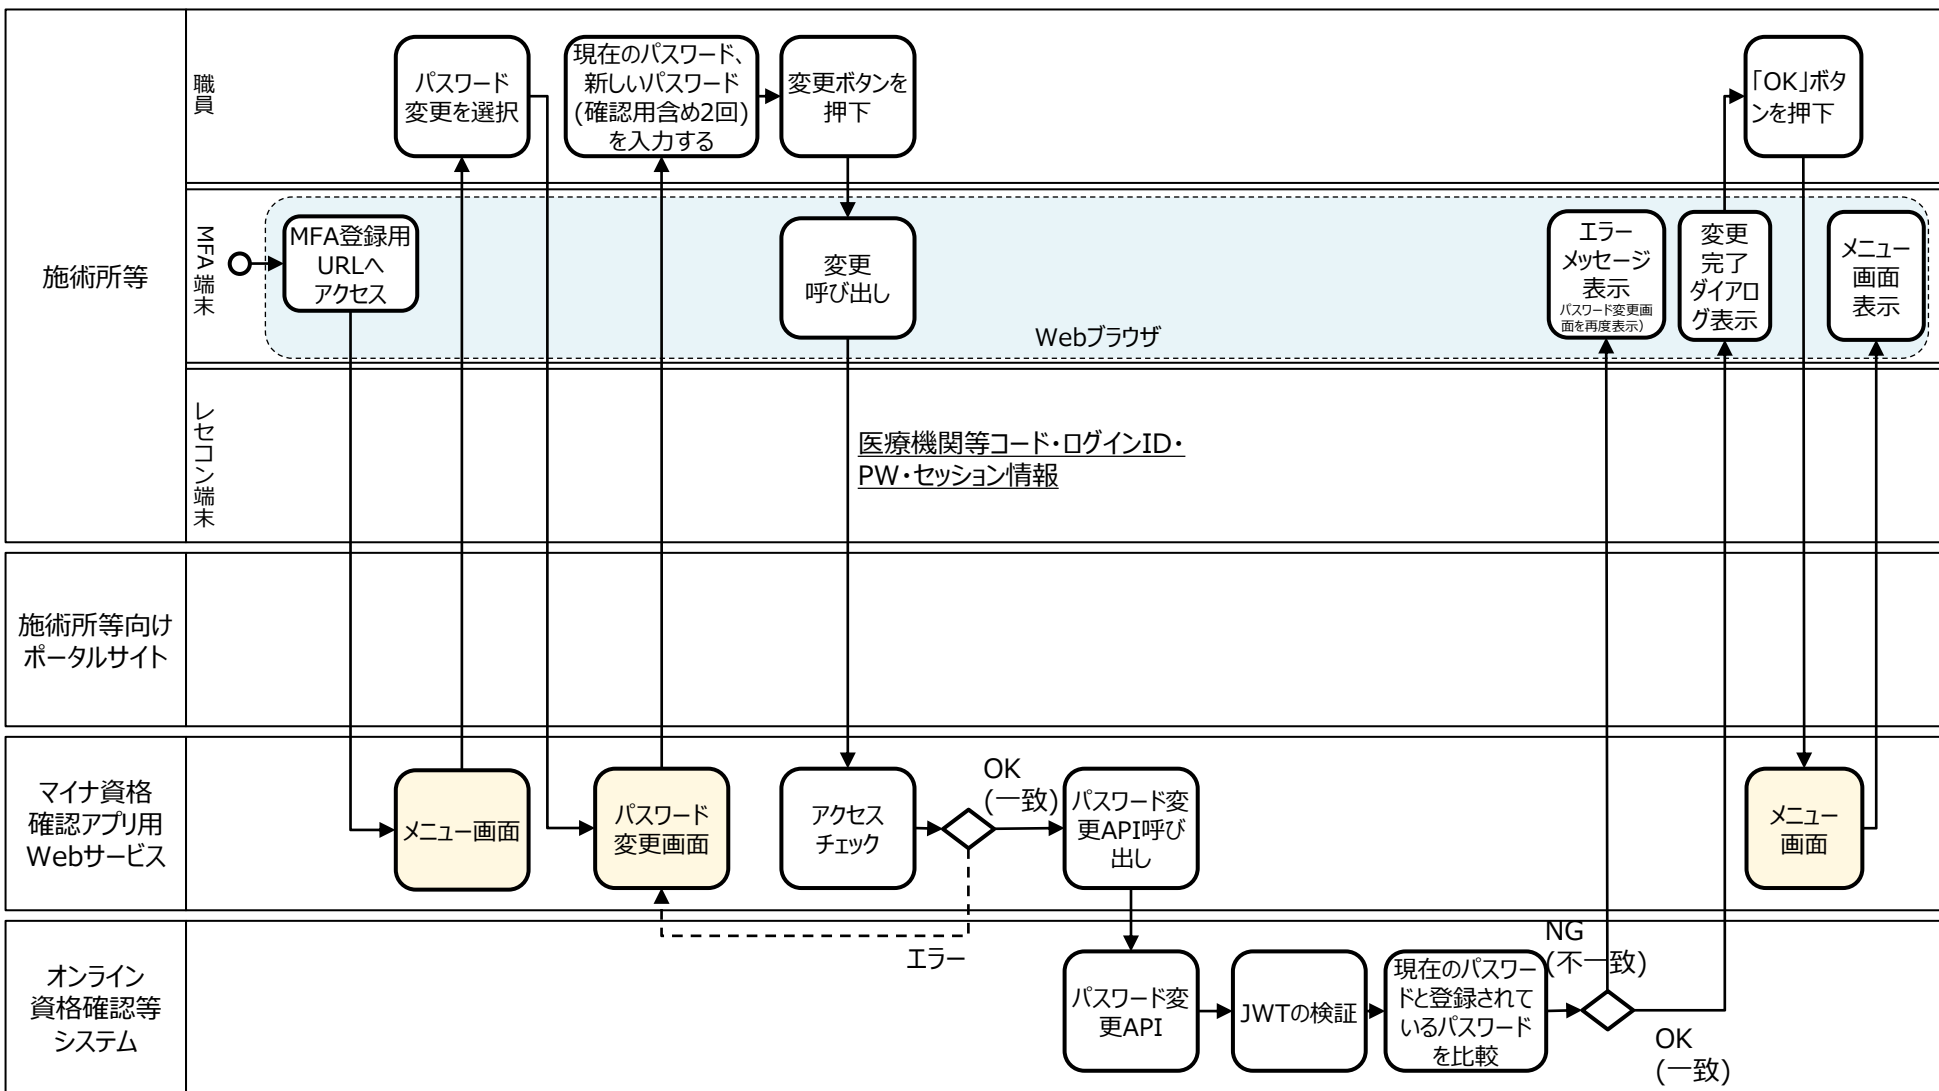 施術所等
職員
パスワード
変更を選択
現在のパスワード、
新しいパスワード
(確認用含め2回)
を入力する
変更ボタンを
押下
「OK」ボタ
ンを押下
MFA端末
MFA登録用
URLへ
アクセス
変更
呼び出し
Webブラウザ
エラー
メッセージ
表示
パスワード変更画
面を再度表示)
変更
完了
ダイアロ
グ表示
メニュー
画面
表示
レセコン端末
医療機関等コード・ログインID・
PW・セッション情報
施術所等向け
ポータルサイト
マイナ資格
確認アプリ用
Webサービス
メニュー画面
パスワード
変更画面
アクセス
チェック
OK
(一致)
パスワード変
更API呼び
出し
メニュー
画面
エラー
オンライン
資格確認等
システム
パスワード変
更API
JWTの検証
現在のパスワー
ドと登録されて
いるパスワード
を比較
NG
(不一致)
OK
(一致)